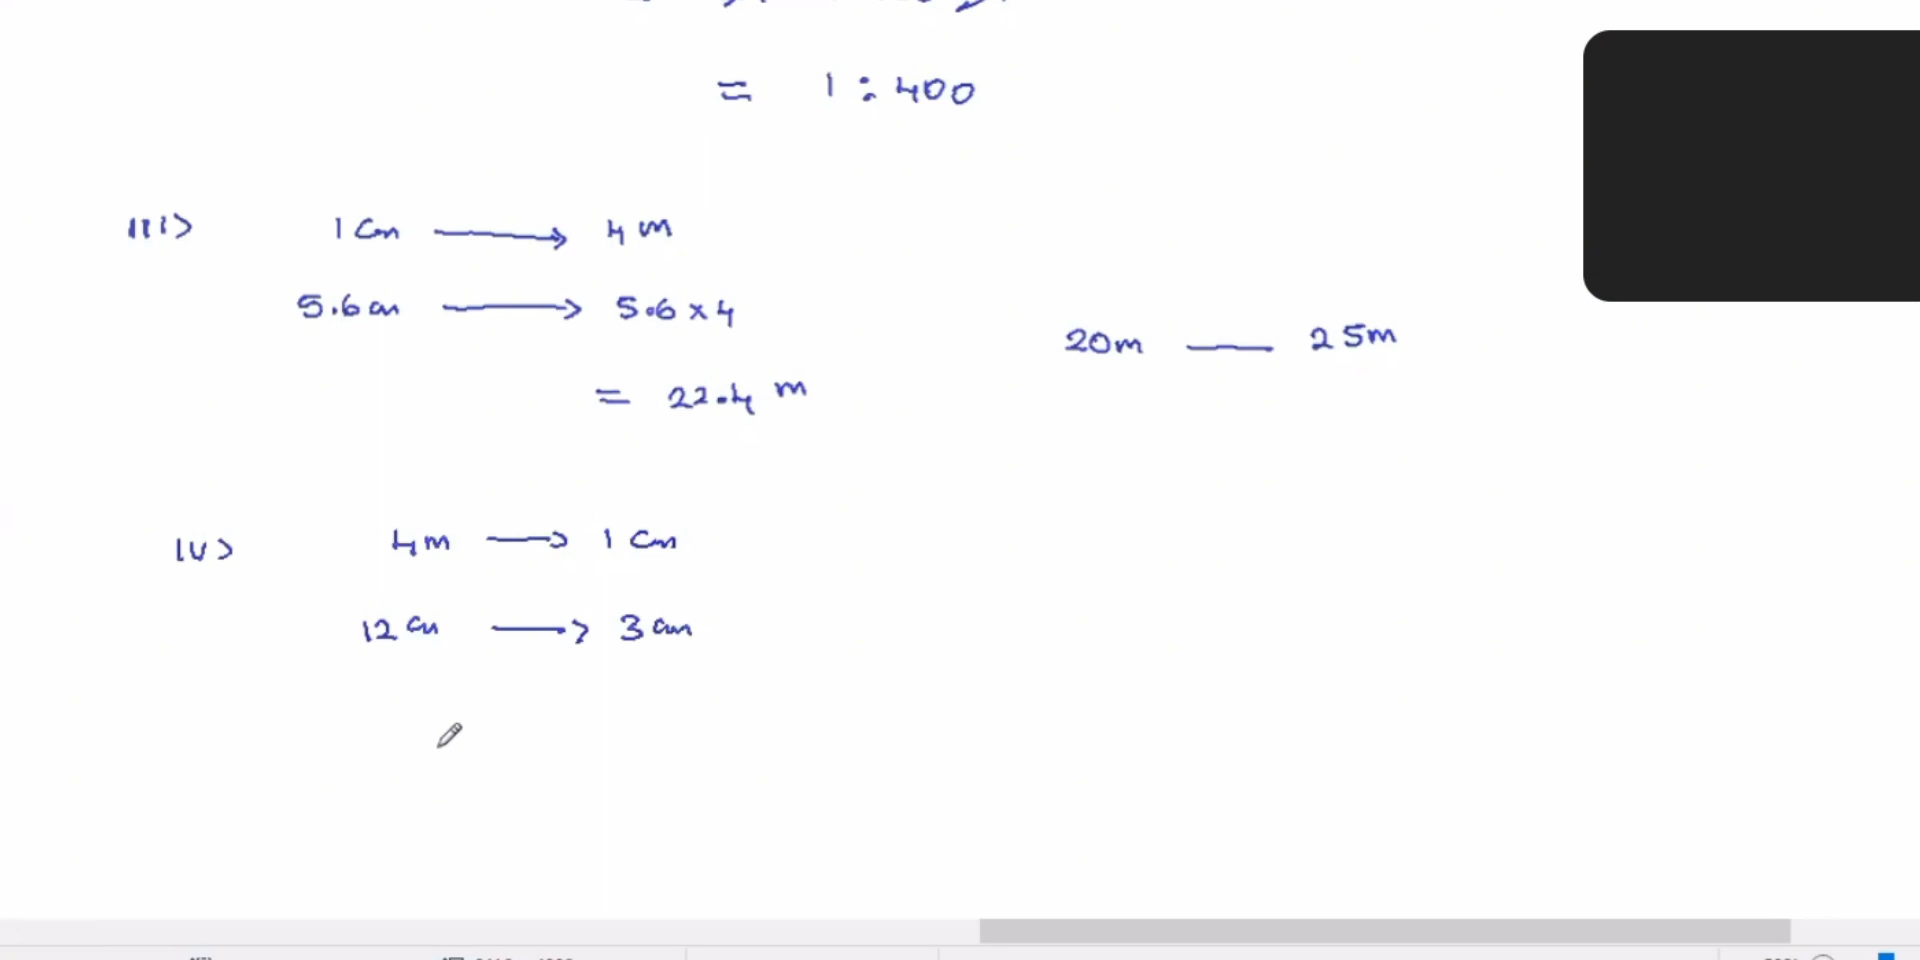 = 1 : 400
iii> 1 cm → 4 m
5.6 cm → 5.6 × 4
= 22.4 m
20m — 25m
iv> 4m → 1 cm
12 cm → 3 cm